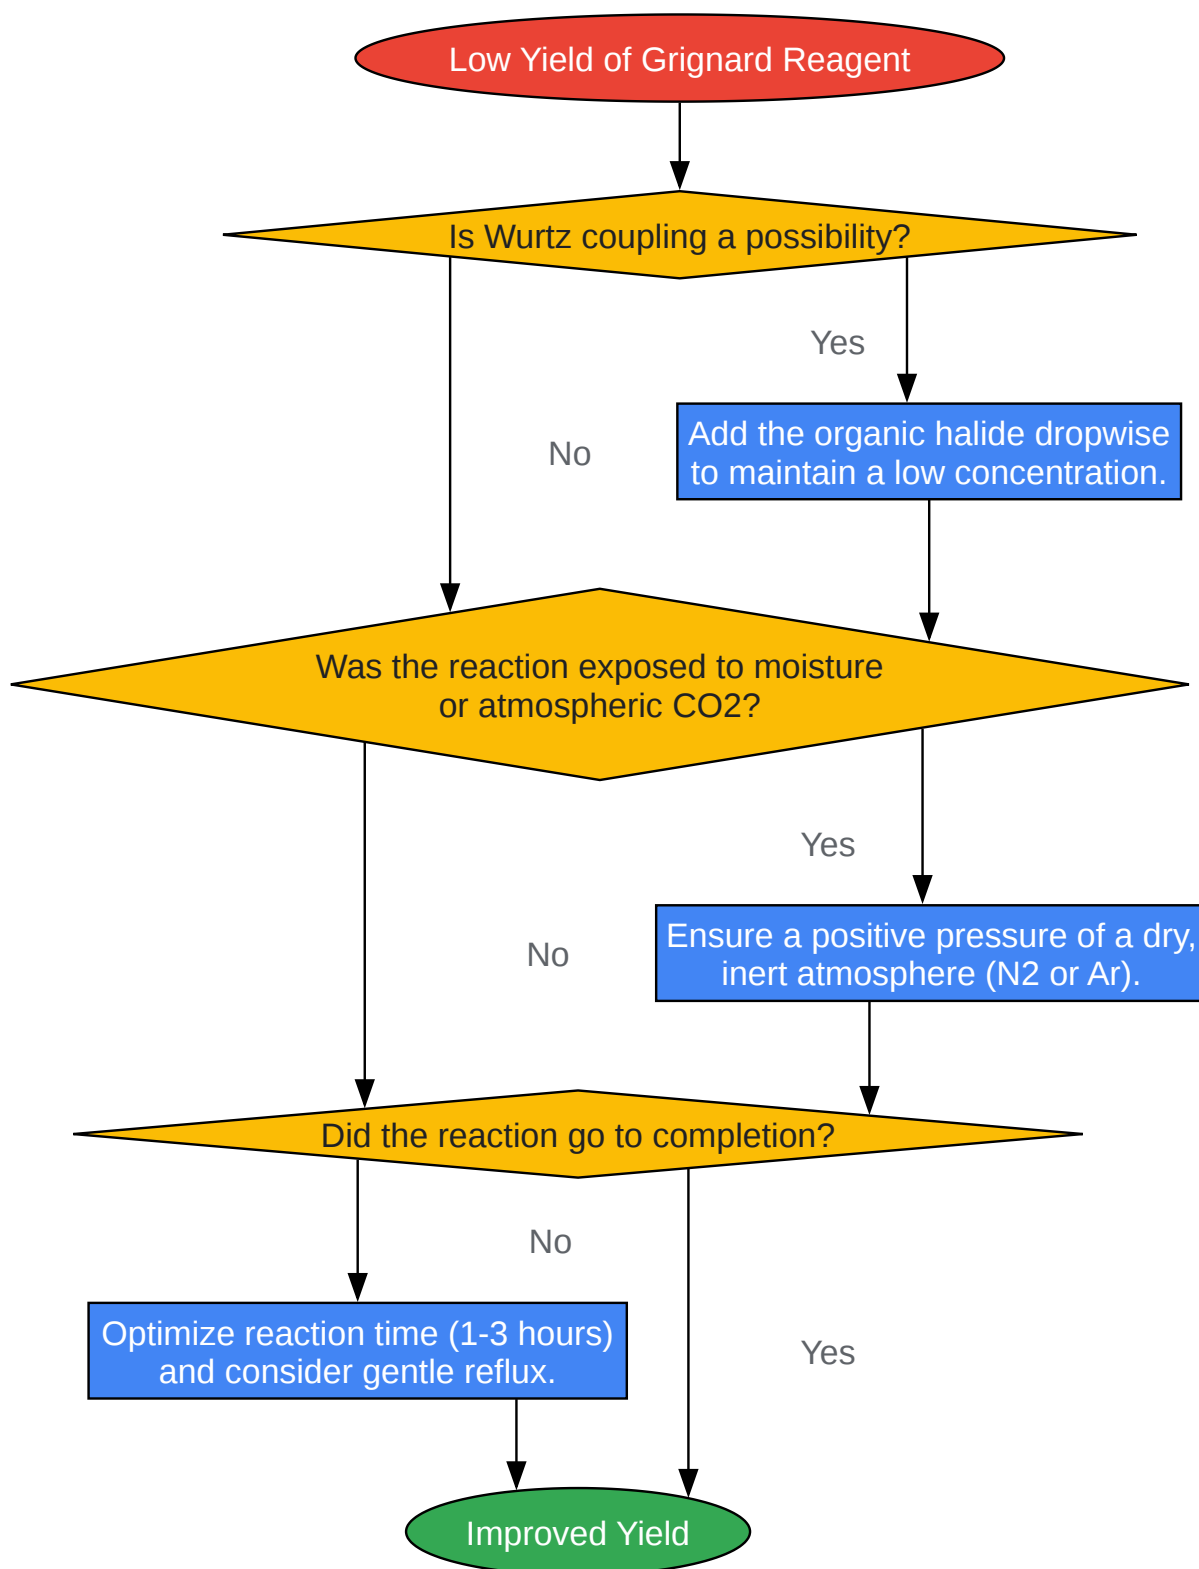 Low Yield of Grignard Reagent
Is Wurtz coupling a possibility?
Yes
Add the organic halide dropwise
to maintain a low concentration.
No
Was the reaction exposed to moisture
or atmospheric CO2?
Yes
Ensure a positive pressure of a dry,
inert atmosphere (N2 or Ar).
No
Did the reaction go to completion?
No
Optimize reaction time (1-3 hours)
and consider gentle reflux.
Yes
Improved Yield